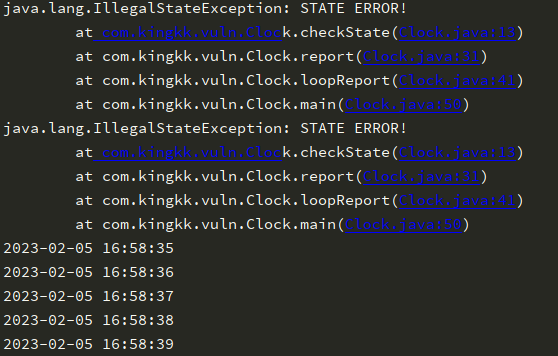 java.lang.IllegalStateException: STATE ERROR!
at com.kingkk.vuln.Clock.checkState(Clock.java:13)
at com.kingkk.vuln.Clock.report(Clock.java:31)
at com.kingkk.vuln.Clock.loopReport(Clock.java:41)
at com.kingkk.vuln.Clock.main(Clock.java:50)
java.lang.IllegalStateException: STATE ERROR!
at com.kingkk.vuln.Clock.checkState(Clock.java:13)
at com.kingkk.vuln.Clock.report(Clock.java:31)
at com.kingkk.vuln.Clock.loopReport(Clock.java:41)
at com.kingkk.vuln.Clock.main(Clock.java:50)
2023-02-05 16:58:35
2023-02-05 16:58:36
2023-02-05 16:58:37
2023-02-05 16:58:38
2023-02-05 16:58:39